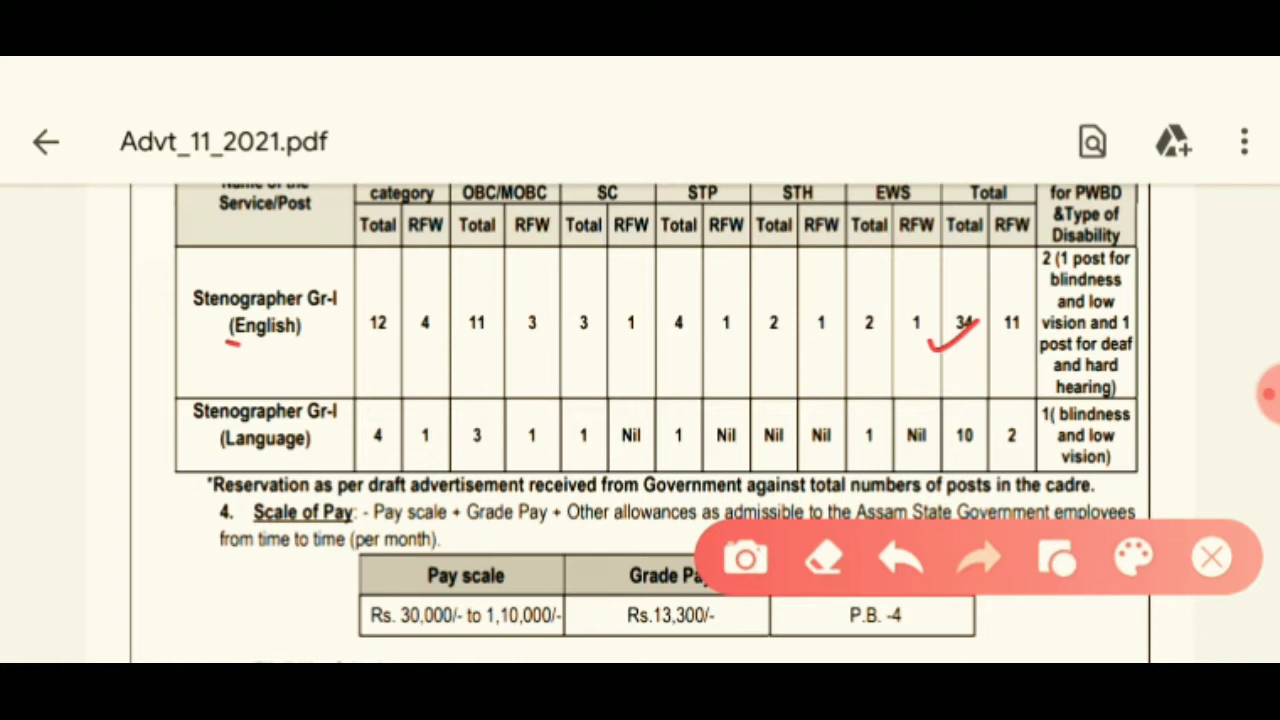 Advt_11_2021.pdf
category OBC/MOBC SC STP STH EWS Total for PWBD
Service/Post &Type of
Total RFW Total RFW Total RFW Total RFW Total RFW Total RFW Total RFW Disability
Stenographer Gr-I
(English)
12 4 11 3 3 1 4 1 2 1 2 1 34 11
2 (1 post for
blindness
and low
vision and 1
post for deaf
and hard
hearing)
Stenographer Gr-I
(Language)
4 1 3 1 1 Nil 1 Nil Nil Nil 1 Nil 10 2
1( blindness
and low
vision)
*Reservation as per draft advertisement received from Government against total numbers of posts in the cadre.
4. Scale of Pay: - Pay scale + Grade Pay + Other allowances as admissible to the Assam State Government employees
from time to time (per month).
Pay scale Grade Pa
Rs. 30,000/- to 1,10,000/- Rs.13,300/- P.B. -4